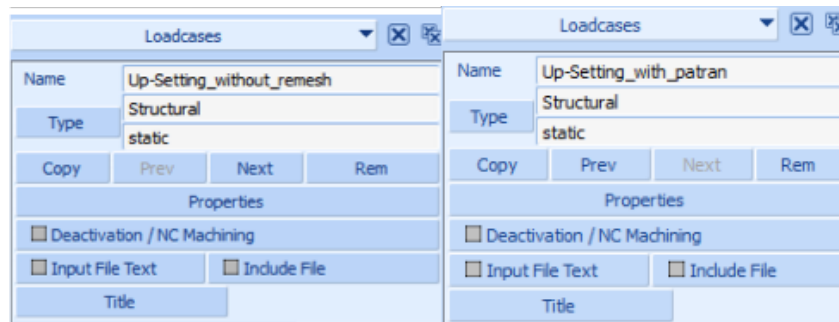 Loadcases
Name Up-Setting_without_remesh
Type Structural
static
Copy Prev Next Rem
Properties
Deactivation / NC Machining
Input File Text Include File
Title
Loadcases
Name Up-Setting_with_patran
Type Structural
static
Copy Prev Next Rem
Properties
Deactivation / NC Machining
Input File Text Include File
Title